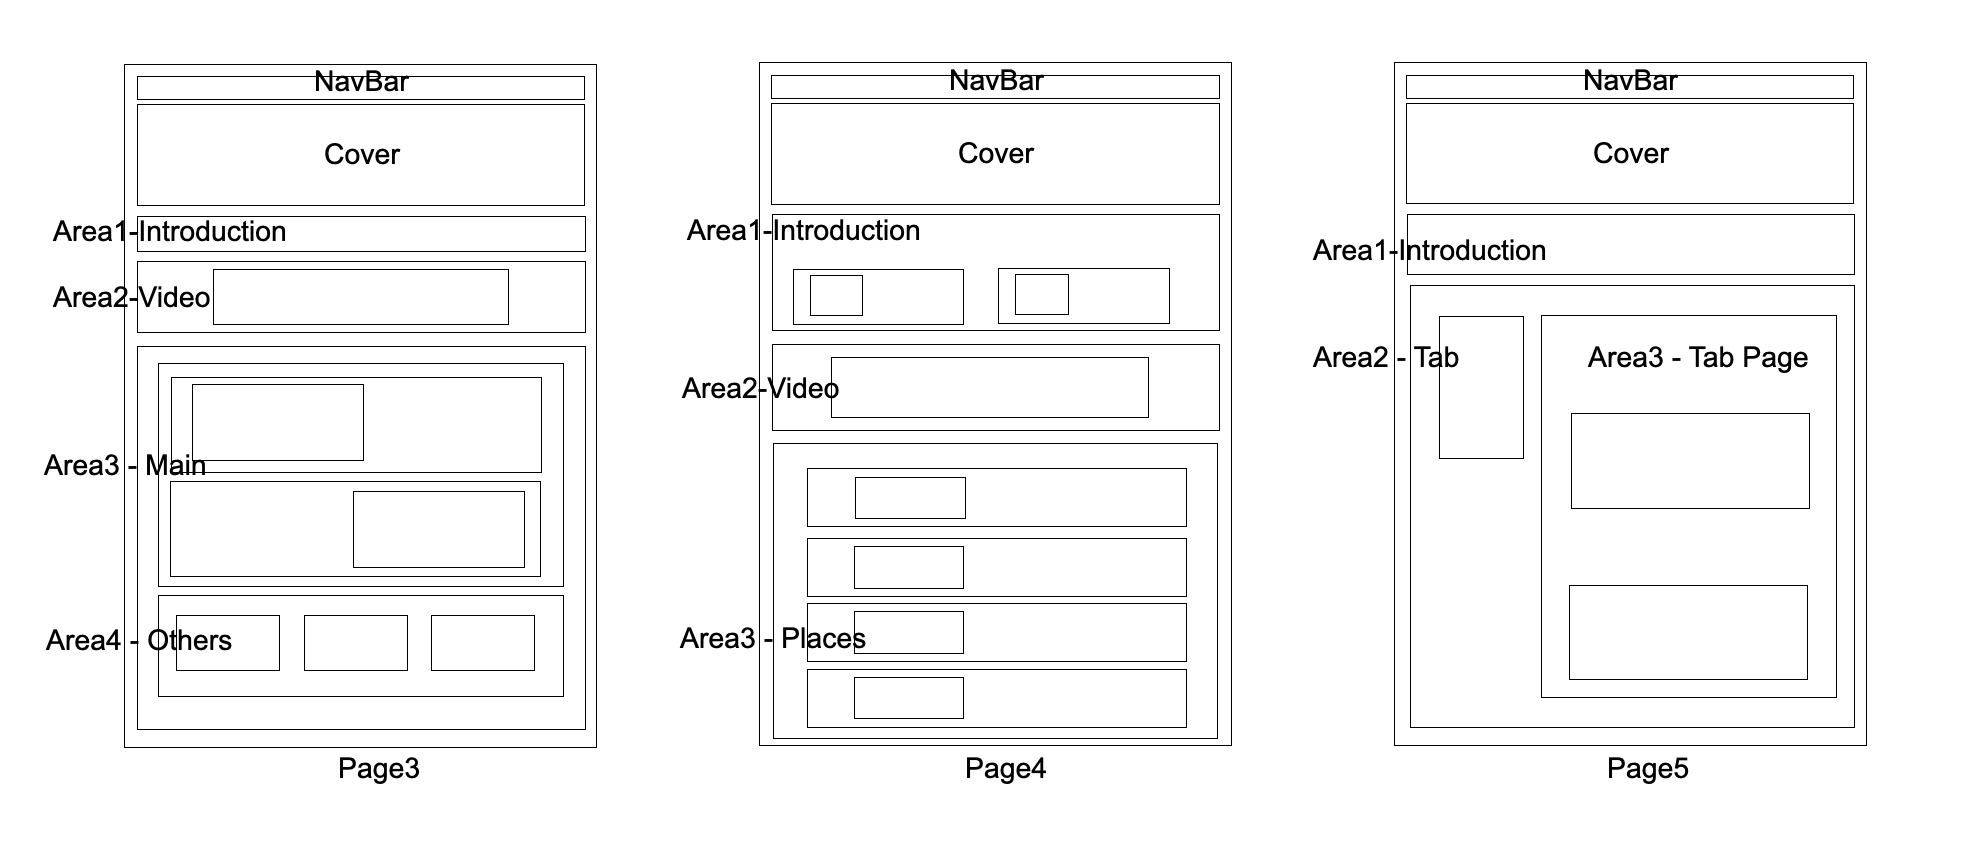 NavBar
Cover
Area1-Introduction
Area2-Video
Area3 - Main
Area4 - Others
Page3
NavBar
Cover
Area1-Introduction
Area2-Video
Area3 - Places
Page4
NavBar
Cover
Area1-Introduction
Area2 - Tab
Area3 - Tab Page
Page5